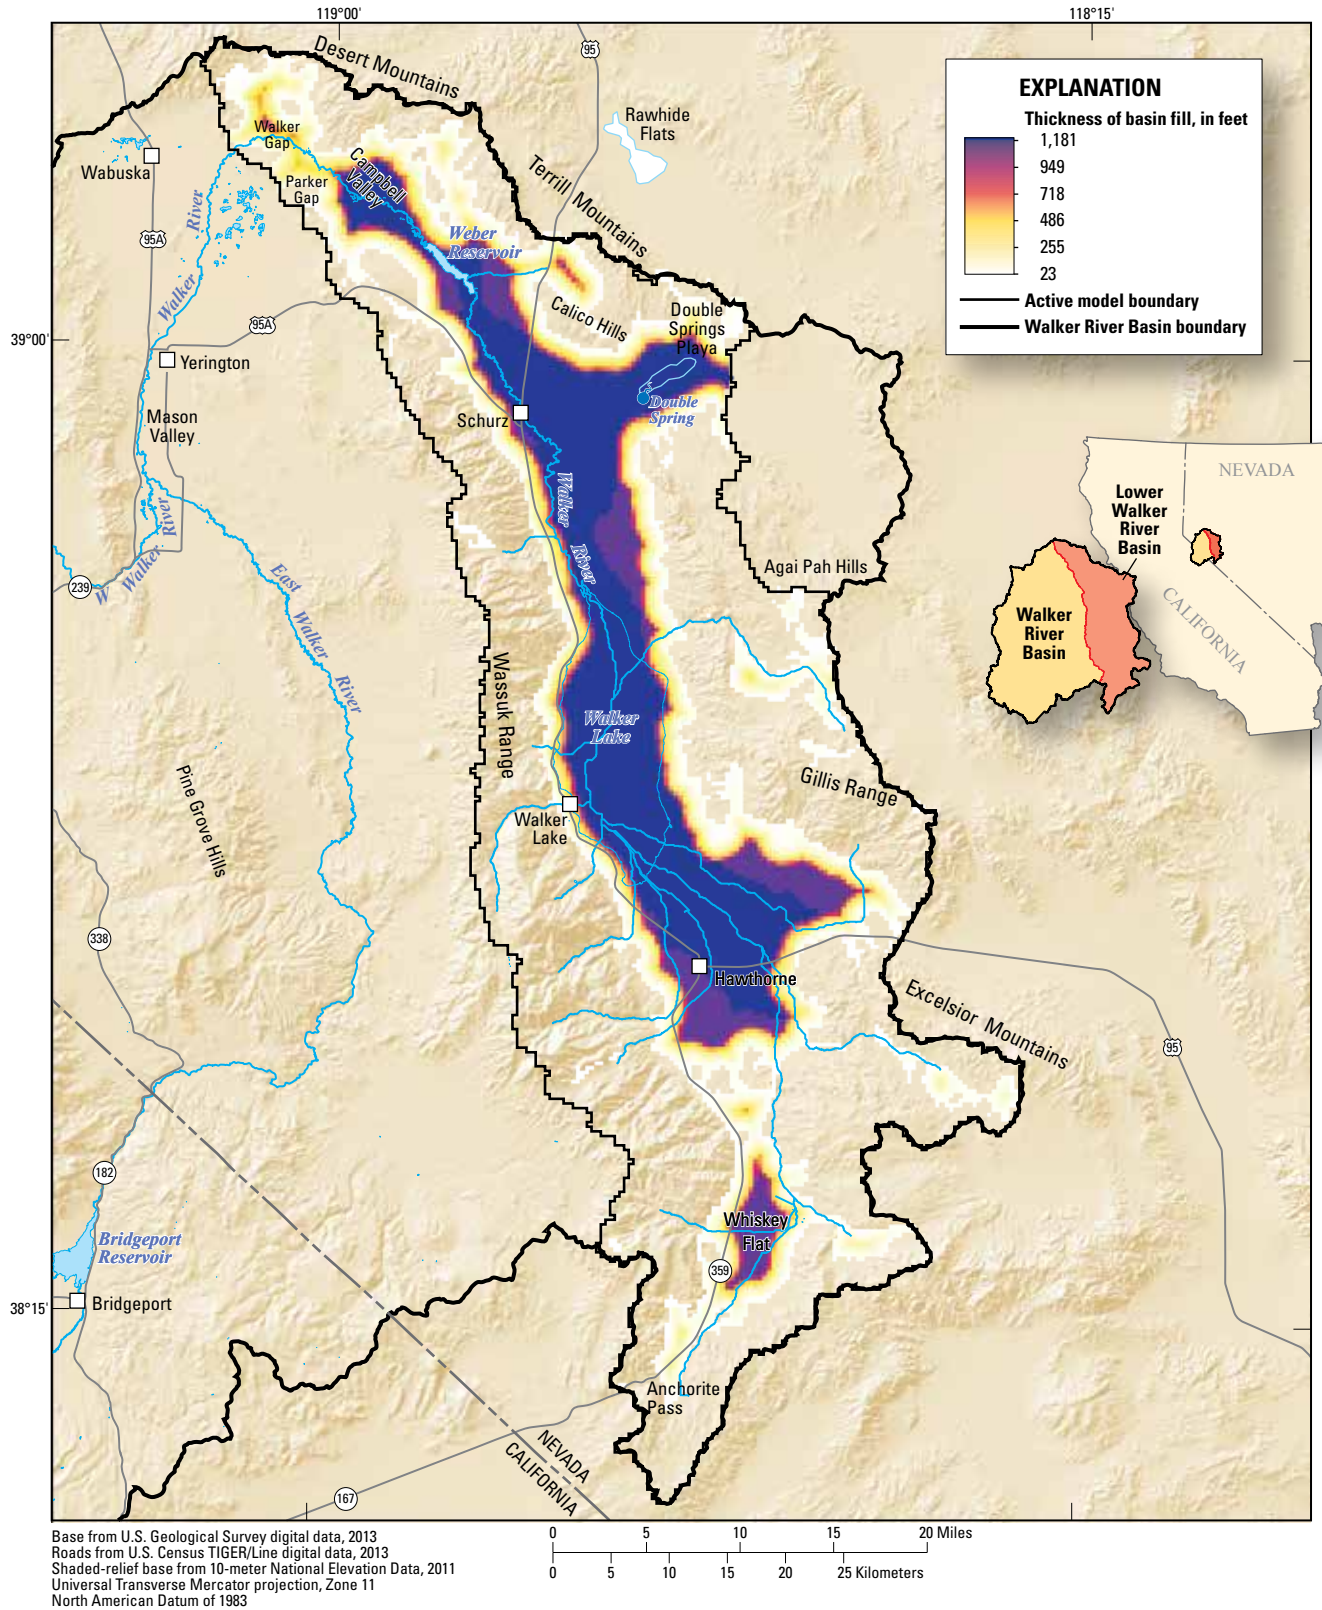 119°00'
118°15'
Desert Mountains
95
Rawhide
Flats
EXPLANATION
Thickness of basin fill, in feet
1,181
949
718
486
255
23
Active model boundary
Walker River Basin boundary
Walker
Gap
Wabuska
Campbell
Valley
Parker
Gap
Terrill Mountains
Walker River
95A
Weber
Reservoir
Calico Hills
Double
Springs
Playa
95A
39°00'
Yerington
Double
Spring
Mason
Valley
Schurz
NEVADA
Lower
Walker
River
Basin
Walker River
W Walker River
Agai Pah Hills
239
East Walker River
CALIFORNIA
Walker
River
Basin
Wassuk Range
Walker
Lake
Pine Grove Hills
Gillis Range
Walker
Lake
338
Hawthorne
Excelsior Mountains
95
182
Whiskey
Flat
Bridgeport
Reservoir
359
38°15'
Bridgeport
Anchorite
Pass
NEVADA
CALIFORNIA
167
Base from U.S. Geological Survey digital data, 2013
Roads from U.S. Census TIGER/Line digital data, 2013
Shaded-relief base from 10-meter National Elevation Data, 2011
Universal Transverse Mercator projection, Zone 11
North American Datum of 1983
0 5 10 15 20 Miles
0 5 10 15 20 25 Kilometers